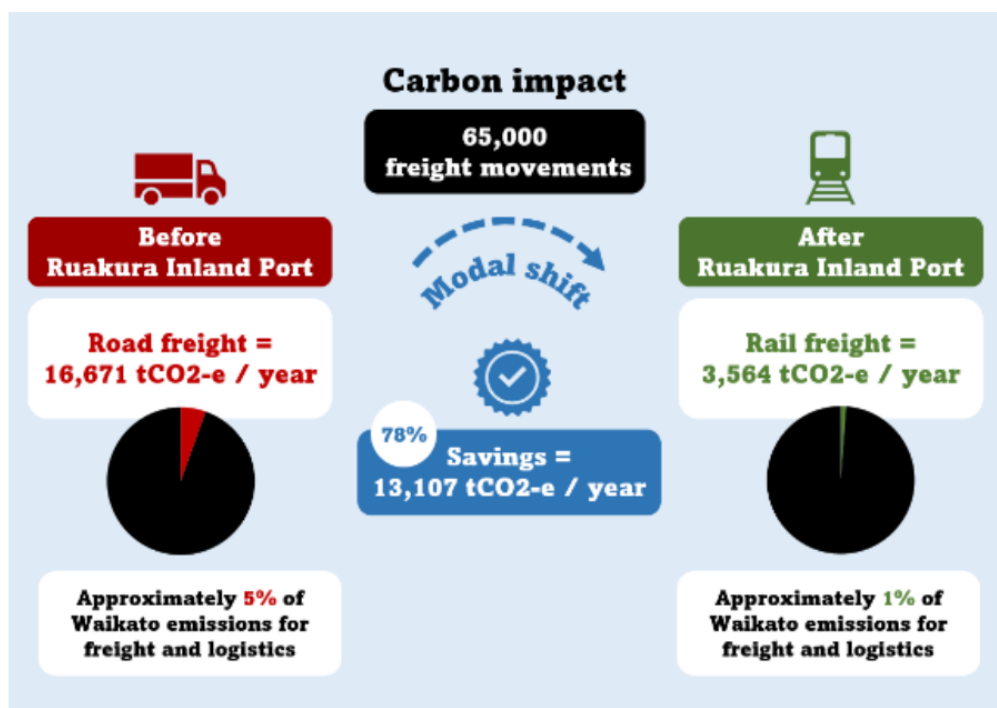 Carbon impact
65,000
freight movements
Before
Ruakura Inland Port
Road freight =
16,671 tCO2-e / year
Approximately 5% of
Waikato emissions for
freight and logistics
Modal shift
78%
Savings =
13,107 tCO2-e / year
After
Ruakura Inland Port
Rail freight =
3,564 tCO2-e / year
Approximately 1% of
Waikato emissions for
freight and logistics